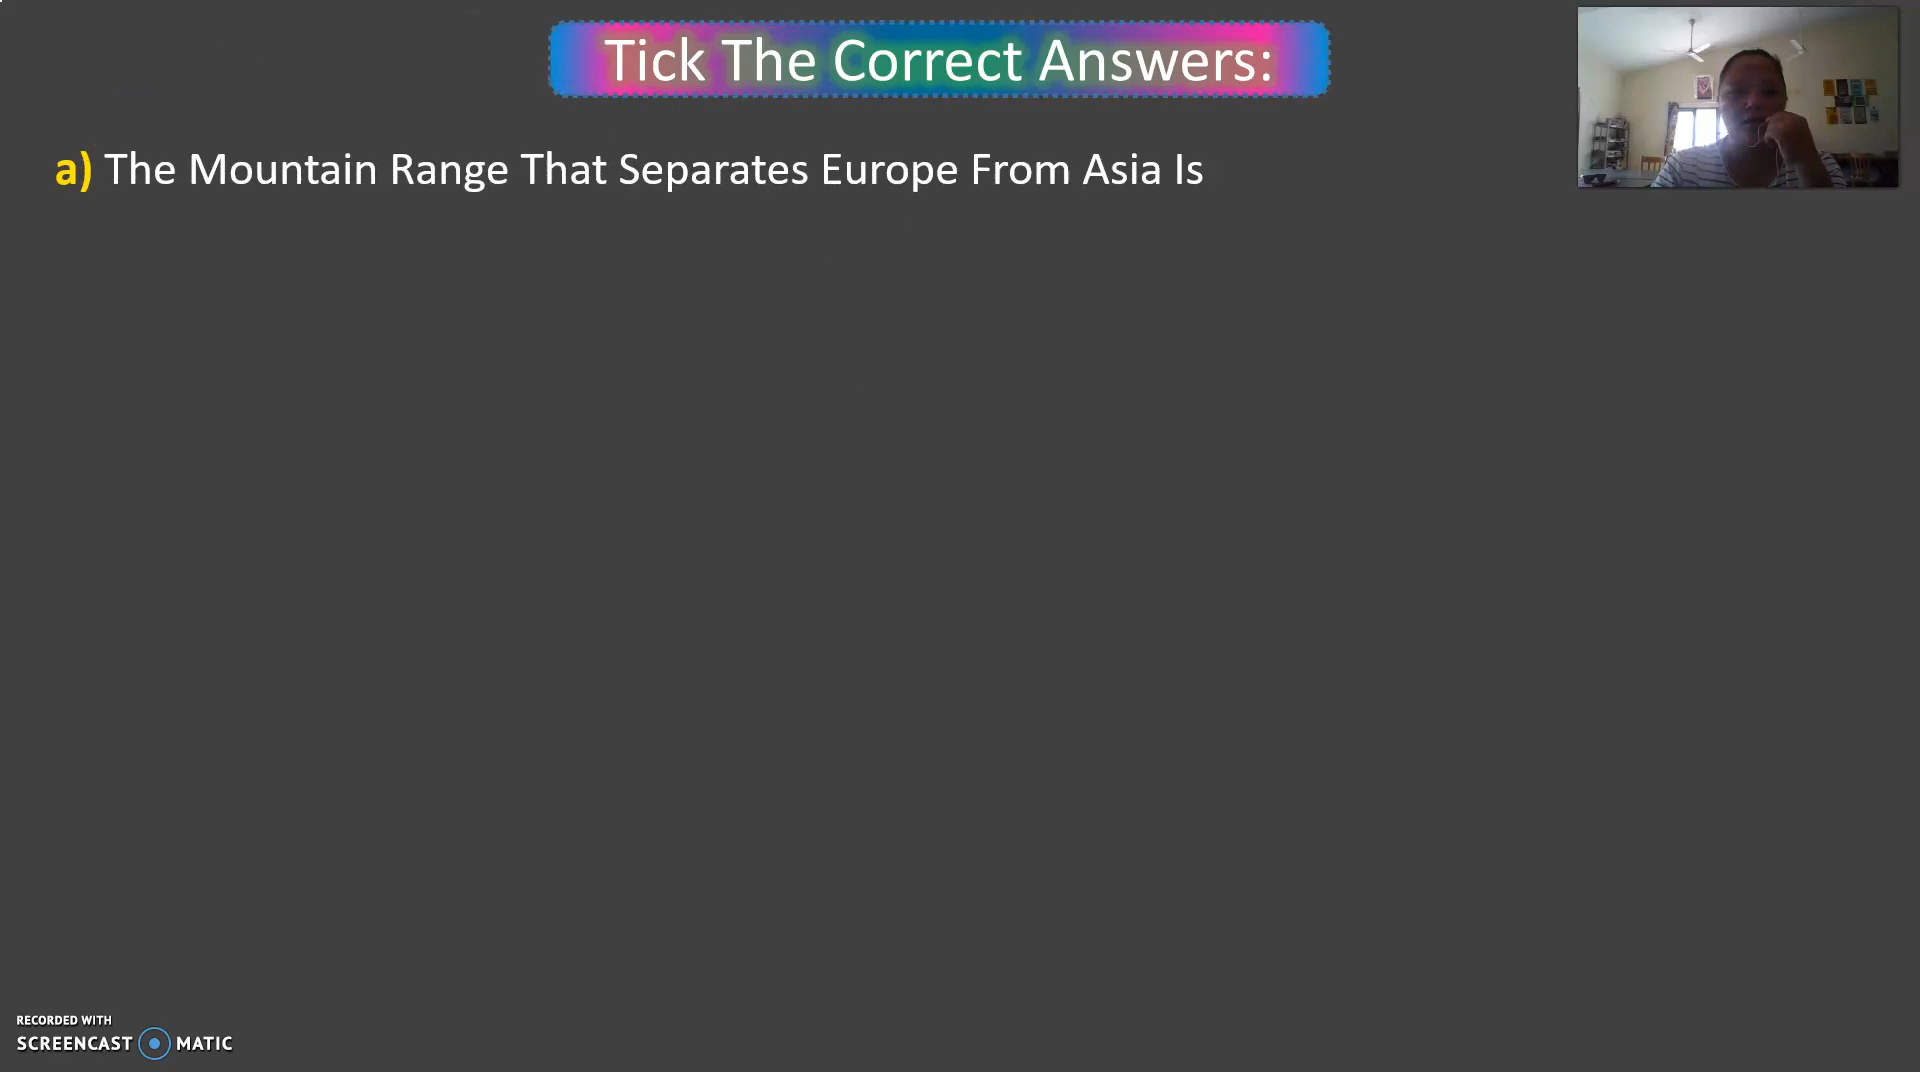 Tick The Correct Answers:
a) The Mountain Range That Separates Europe From Asia Is
RECORDED WITH
SCREENCAST MATIC